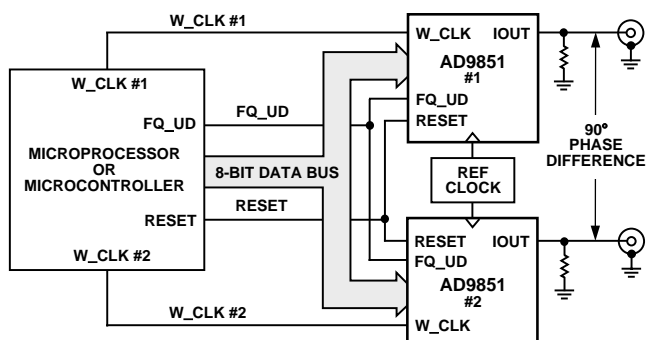 W_CLK #1
W_CLK #1
FQ_UD
MICROPROCESSOR
OR
MICROCONTROLLER
RESET
W_CLK #2
FQ_UD
8-BIT DATA BUS
RESET
W_CLK #2
W_CLK IOUT
AD9851
#1
FQ_UD
RESET
REF
CLOCK
RESET IOUT
FQ_UD
AD9851
#2
W_CLK
90°
PHASE
DIFFERENCE